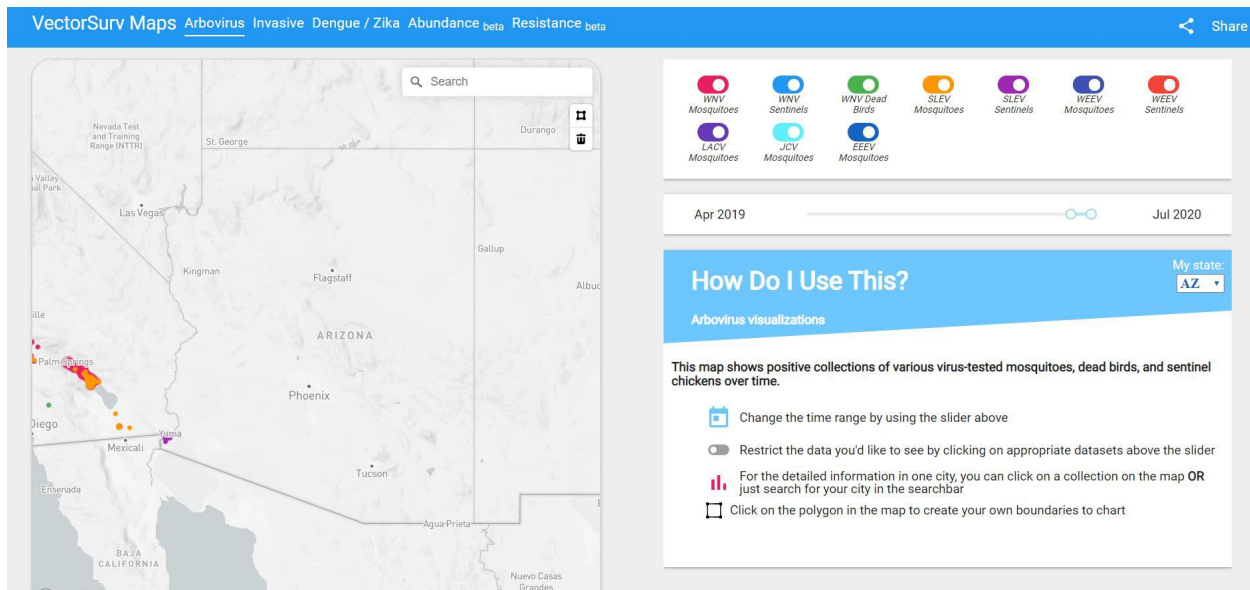 VectorSurv Maps Arbovirus Invasive Dengue / Zika Abundance beta Resistance beta
Share
Search
Nevada Test
and Training
Range (NTTR)
St. George
Durango
Valley
al Park
Las Vegas
Gallup
Kingman
Flagstaff
Albuc
ille
ARIZONA
Palm Springs
Phoenix
Diego
Yuma
Mexicali
Tucson
Ensenada
Agua Prieta
BAJA
CALIFORNIA
Nuevo Casas
Grandes
WNV
Mosquitoes
WNV
Sentinels
WNV Dead
Birds
SLEV
Mosquitoes
SLEV
Sentinels
WEEV
Mosquitoes
WEEV
Sentinels
LACV
Mosquitoes
JCV
Mosquitoes
EEEV
Mosquitoes
Apr 2019
Jul 2020
How Do I Use This?
My state:
AZ
Arbovirus visualizations
This map shows positive collections of various virus-tested mosquitoes, dead birds, and sentinel
chickens over time.
Change the time range by using the slider above
Restrict the data you'd like to see by clicking on appropriate datasets above the slider
For the detailed information in one city, you can click on a collection on the map OR
just search for your city in the searchbar
Click on the polygon in the map to create your own boundaries to chart